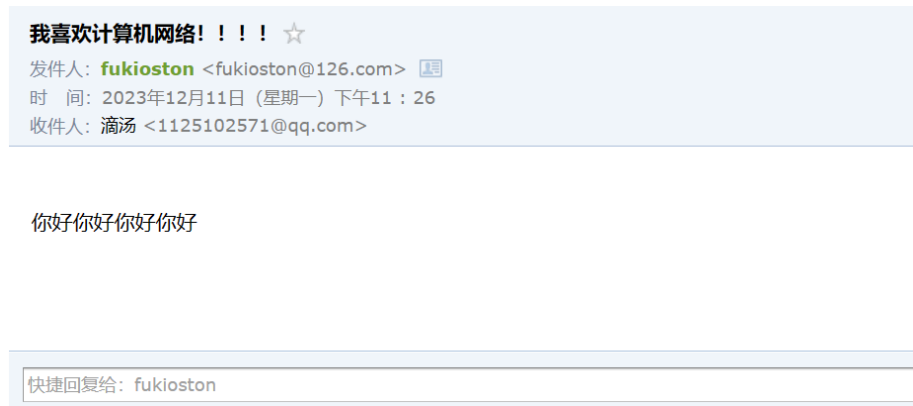 我喜欢计算机网络！！！！
发件人：fukioston <fukioston@126.com>
时 间：2023年12月11日（星期一）下午11：26
收件人：滴汤 <1125102571@qq.com>
你好你好你好你好
快捷回复给：fukioston